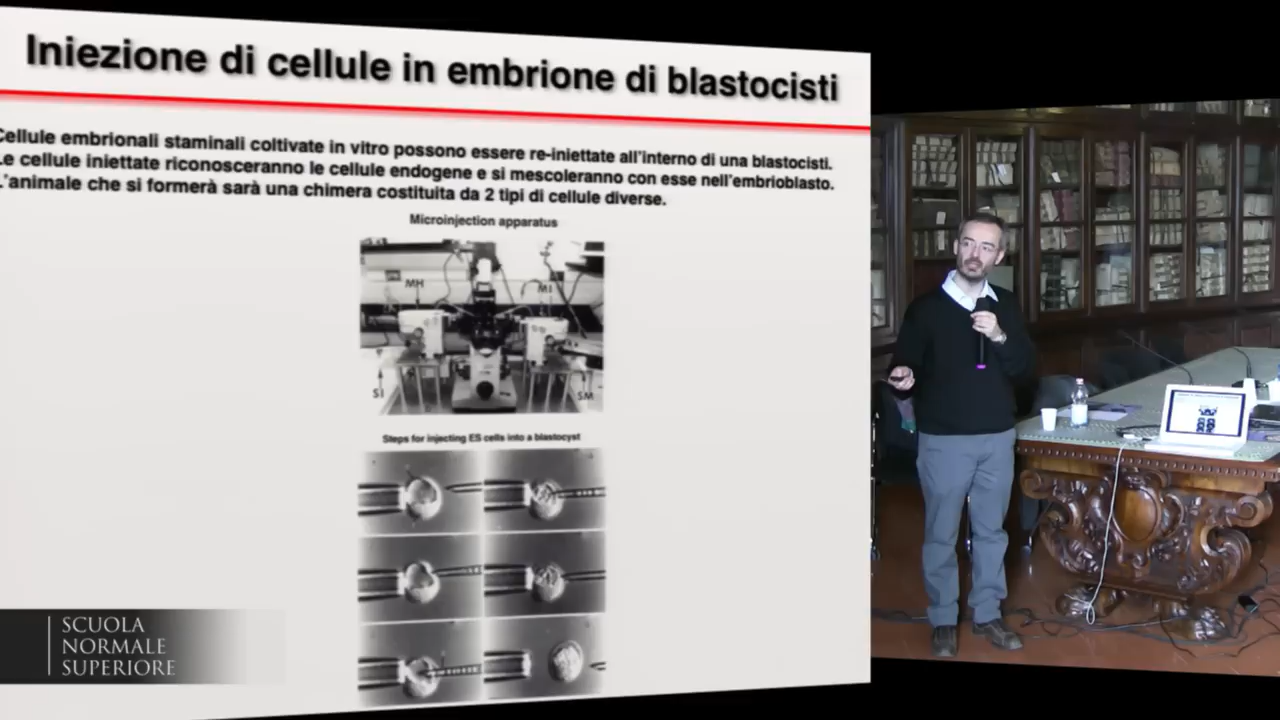 Iniezione di cellule in embrione di blastocisti
Cellule embrionali staminali coltivate in vitro possono essere re-iniettate all'interno di una blastocisti.
Le cellule iniettate riconosceranno le cellule endogene e si mescoleranno con esse nell'embrioblasto.
L'animale che si formerà sarà una chimera costituita da 2 tipi di cellule diverse.
Microinjection apparatus
MH
MI
SI
SM
Steps for injecting ES cells into a blastocyst
SCUOLA
NORMALE
SUPERIORE